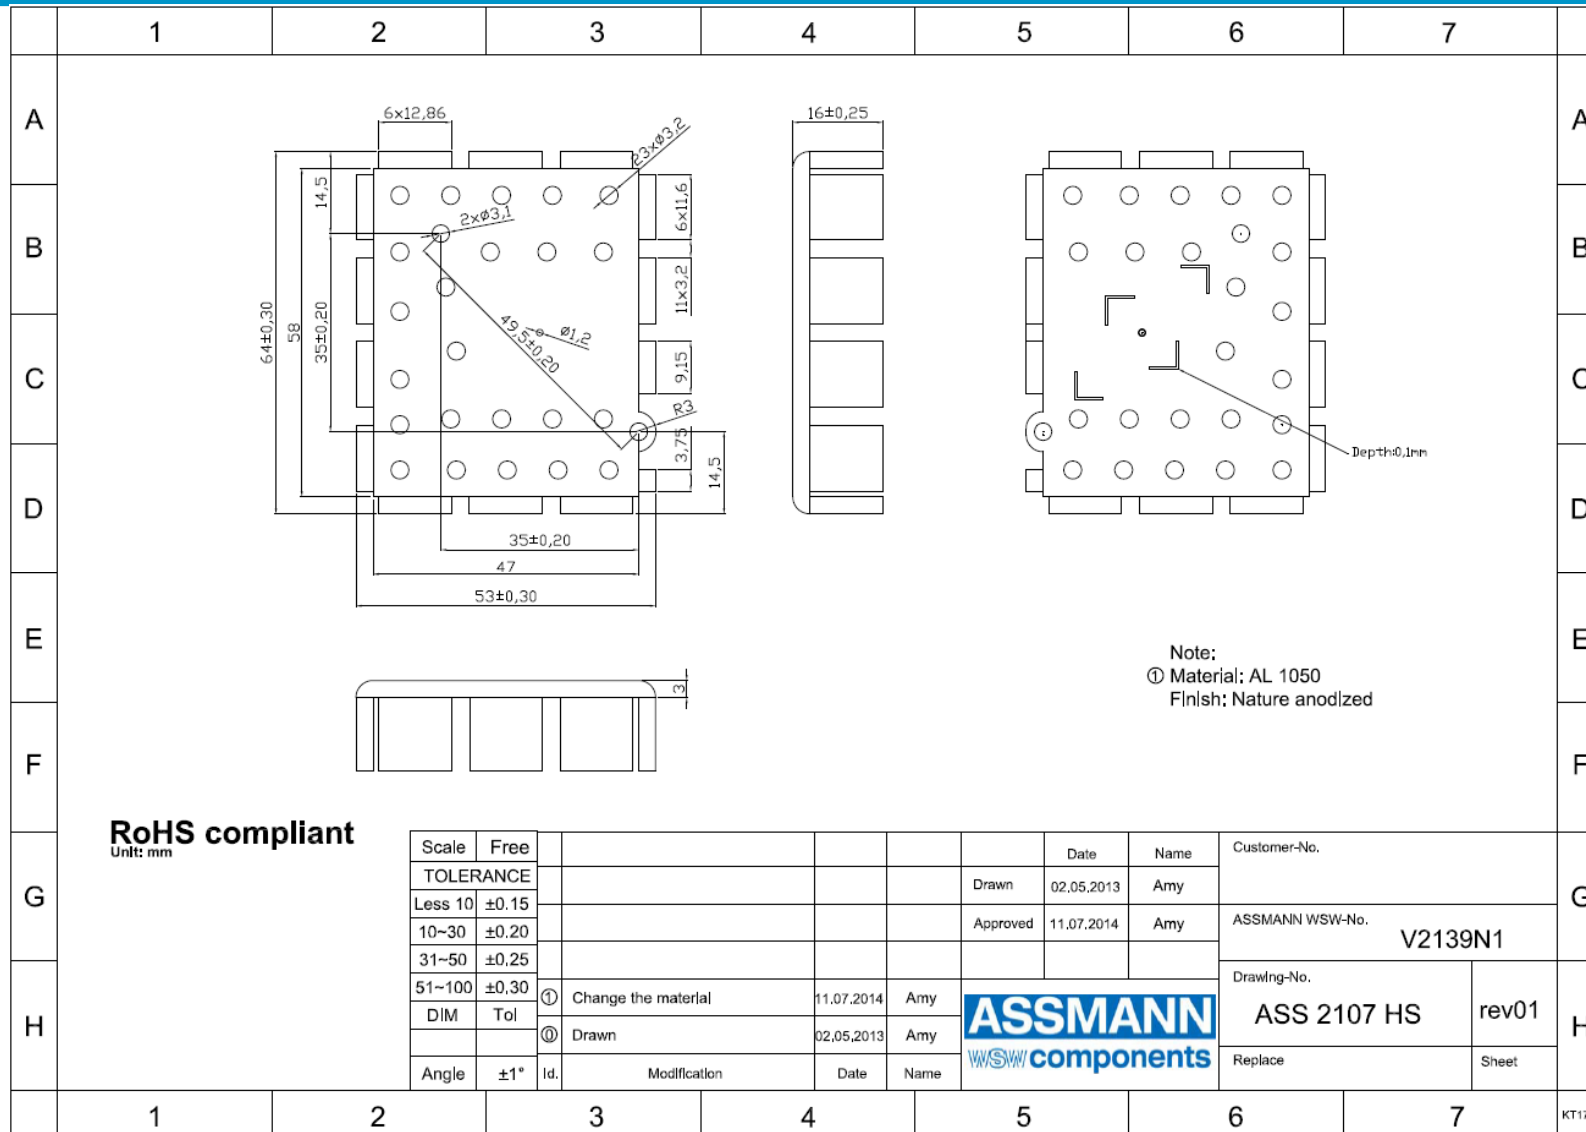 1 2 3 4 5 6 7
A A
B B
C C
D D
E E
F F
G G
H H
6x12,86
23xø3,2
14,5
2xø3,1
6x11,6
11x3,2
64±0,30
58
35±0,20
49,5±0,20
ø1,2
9,15
R3
3,75
14,5
35±0,20
47
53±0,30
16±0,25
Depth:0,1mm
3
Note:
① Material: AL 1050
Finish: Nature anodized
RoHS compliant
Unit: mm
Scale Free
TOLERANCE
Less 10 ±0.15
10~30 ±0.20
31~50 ±0,25
51~100 ±0,30
DIM Tol
Angle ±1°
① Change the material 11.07.2014 Amy
⓪ Drawn 02.05.2013 Amy
Id. Modification Date Name
Date Name
Drawn 02.05.2013 Amy
Approved 11.07.2014 Amy
ASSMANN
WSW components
Customer-No.
ASSMANN WSW-No.
V2139N1
Drawing-No.
ASS 2107 HS rev01
Replace Sheet
1 2 3 4 5 6 7